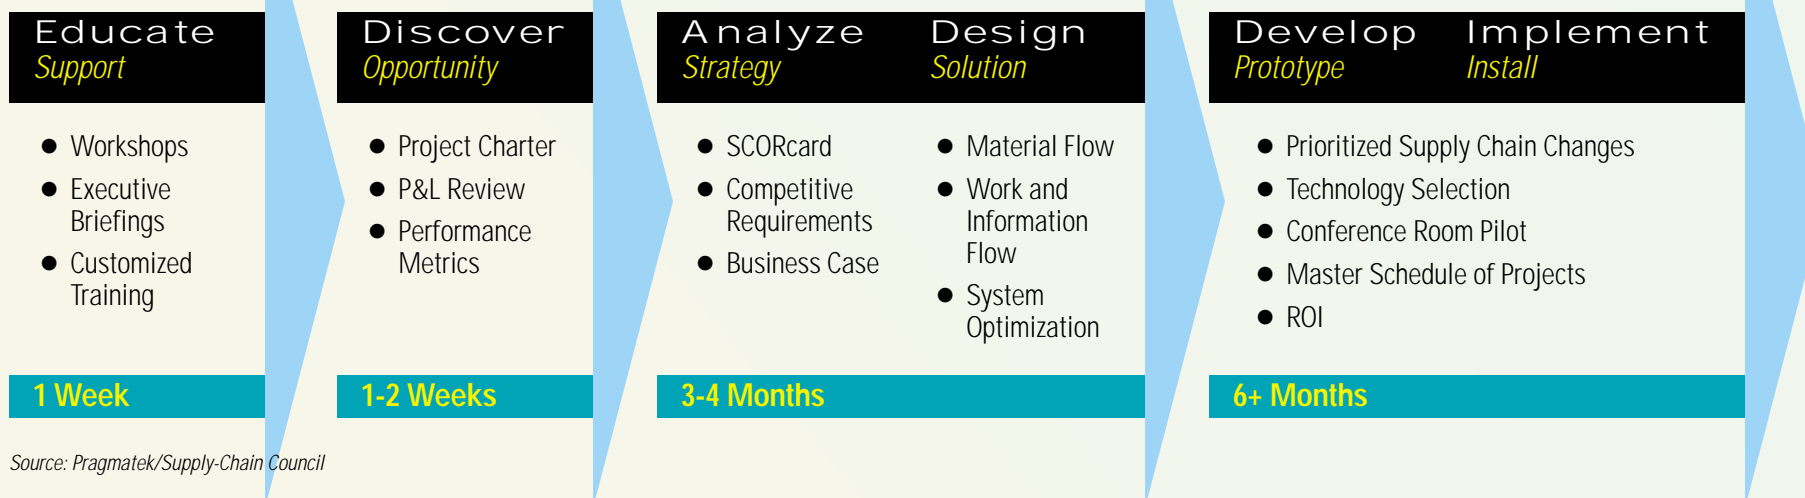 Educate
Support
● Workshops
● Executive
Briefings
● Customized
Training
1 Week
Discover
Opportunity
● Project Charter
● P&L Review
● Performance
Metrics
1-2 Weeks
Analyze
Strategy
● SCORcard
● Competitive
Requirements
● Business Case
Design
Solution
● Material Flow
● Work and
Information
Flow
● System
Optimization
3-4 Months
Develop
Prototype
Implement
Install
● Prioritized Supply Chain Changes
● Technology Selection
● Conference Room Pilot
● Master Schedule of Projects
● ROI
6+ Months
Source: Pragmatek/Supply-Chain Council